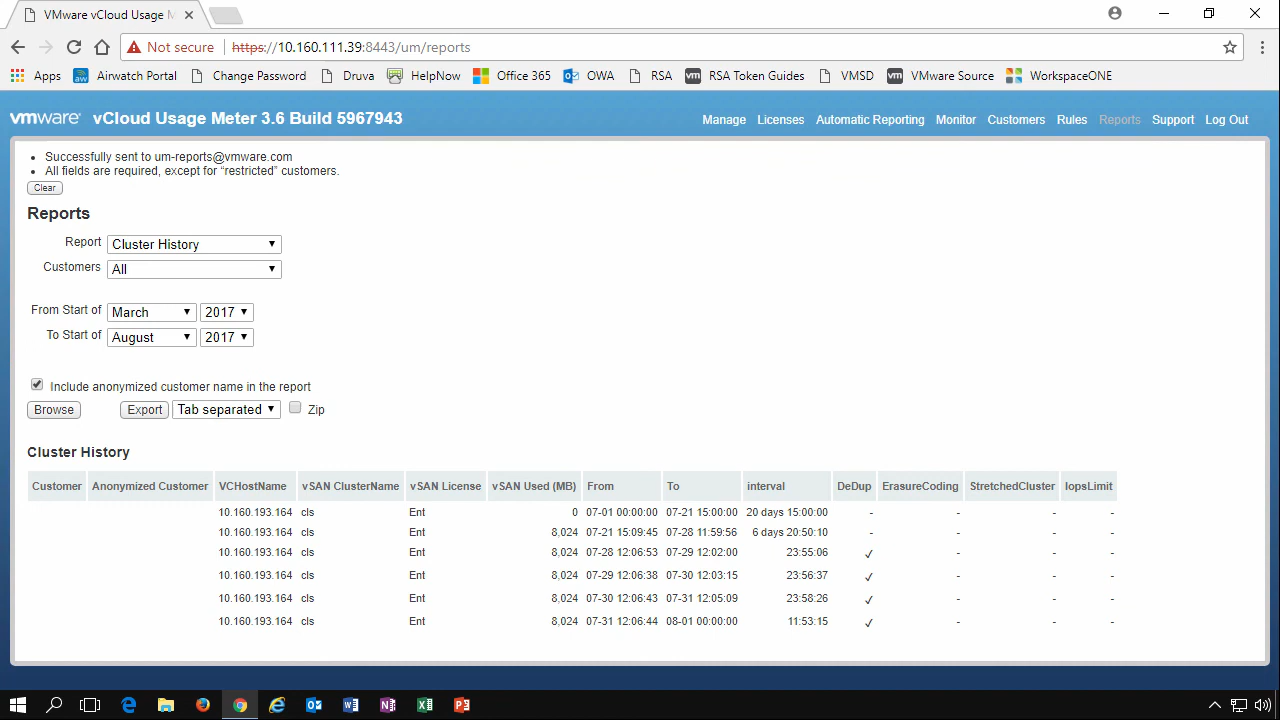 VMware vCloud Usage M
Not secure https://10.160.111.39:8443/um/reports
Apps Airwatch Portal Change Password Druva HelpNow Office 365 OWA RSA RSA Token Guides VMSD VMware Source WorkspaceONE
vmware vCloud Usage Meter 3.6 Build 5967943 Manage Licenses Automatic Reporting Monitor Customers Rules Reports Support Log Out
Successfully sent to um-reports@vmware.com
All fields are required, except for “restricted” customers.
Clear
Reports
Report Cluster History
Customers All
From Start of March 2017
To Start of August 2017
Include anonymized customer name in the report
Browse Export Tab separated Zip
Cluster History
Customer Anonymized Customer VCHostName vSAN ClusterName vSAN License vSAN Used (MB) From To interval DeDup ErasureCoding StretchedCluster IopsLimit
10.160.193.164 cls Ent 0 07-01 00:00:00 07-21 15:00:00 20 days 15:00:00 - - - -
10.160.193.164 cls Ent 8,024 07-21 15:09:45 07-28 11:59:56 6 days 20:50:10 - - - -
10.160.193.164 cls Ent 8,024 07-28 12:06:53 07-29 12:02:00 23:55:06 ✓ - - -
10.160.193.164 cls Ent 8,024 07-29 12:06:38 07-30 12:03:15 23:56:37 ✓ - - -
10.160.193.164 cls Ent 8,024 07-30 12:06:43 07-31 12:05:09 23:58:26 ✓ - - -
10.160.193.164 cls Ent 8,024 07-31 12:06:44 08-01 00:00:00 11:53:15 ✓ - - -